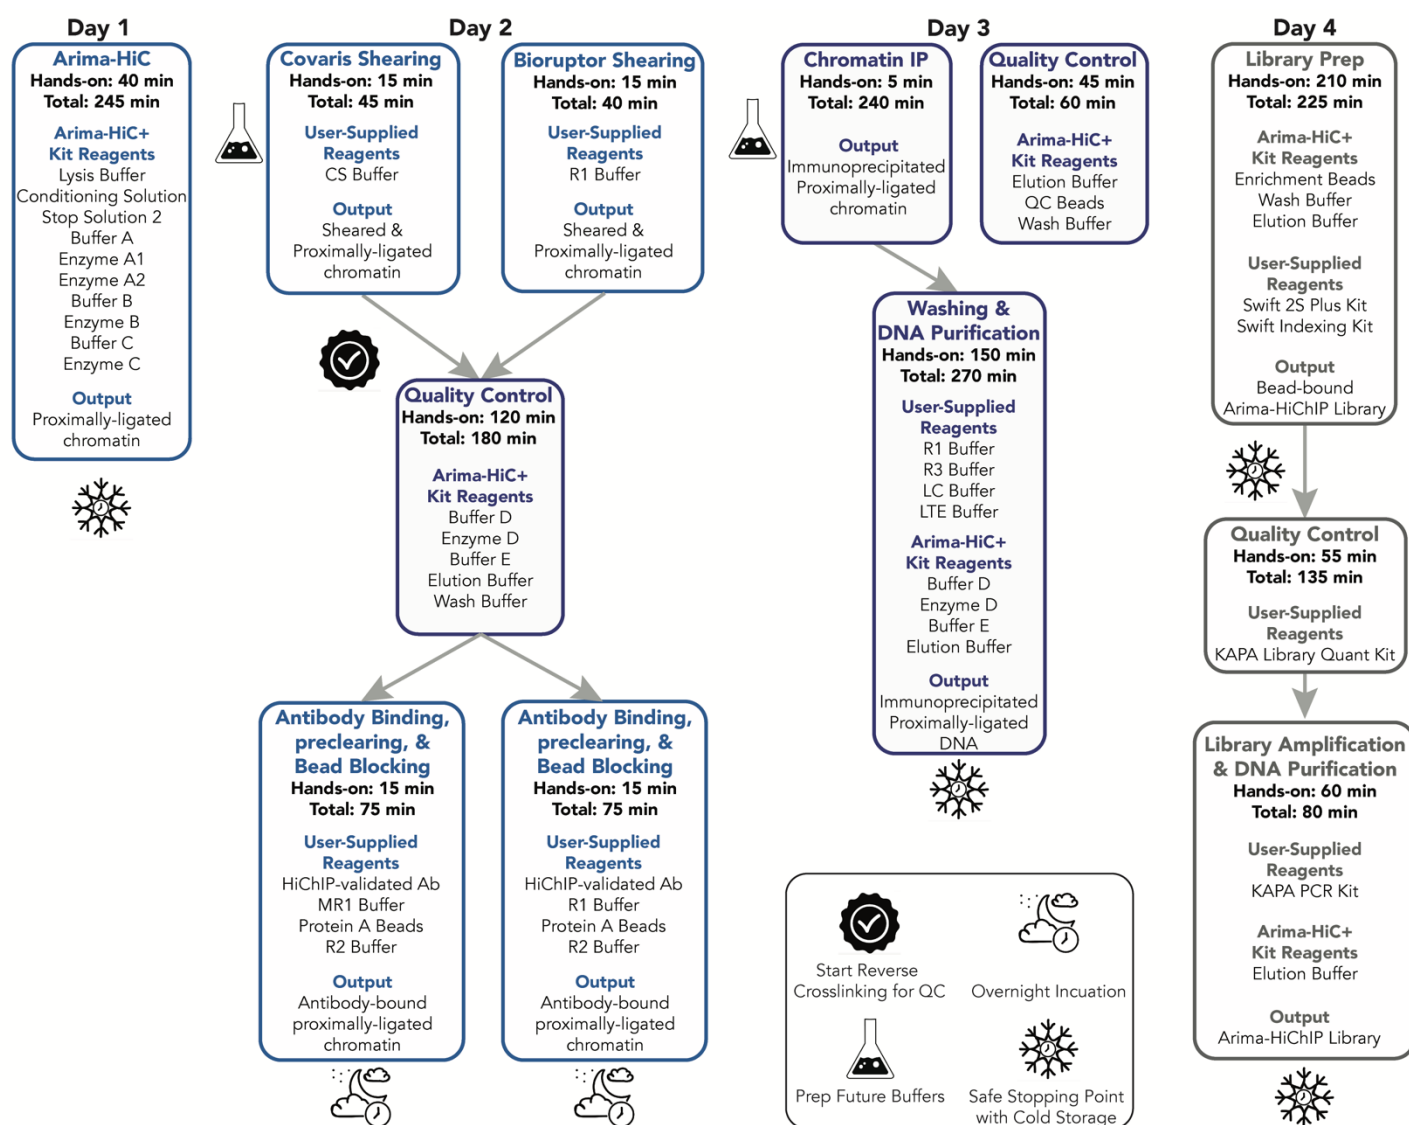 Day 1
Arima-HiC
Hands-on: 40 min
Total: 245 min
Arima-HiC+
Kit Reagents
Lysis Buffer
Conditioning Solution
Stop Solution 2
Buffer A
Enzyme A1
Enzyme A2
Buffer B
Enzyme B
Buffer C
Enzyme C
Output
Proximally-ligated
chromatin
Day 2
Covaris Shearing
Hands-on: 15 min
Total: 45 min
User-Supplied
Reagents
CS Buffer
Output
Sheared &
Proximally-ligated
chromatin
Bioruptor Shearing
Hands-on: 15 min
Total: 40 min
User-Supplied
Reagents
R1 Buffer
Output
Sheared &
Proximally-ligated
chromatin
Quality Control
Hands-on: 120 min
Total: 180 min
Arima-HiC+
Kit Reagents
Buffer D
Enzyme D
Buffer E
Elution Buffer
Wash Buffer
Antibody Binding,
preclearing, &
Bead Blocking
Hands-on: 15 min
Total: 75 min
User-Supplied
Reagents
HiChIP-validated Ab
MR1 Buffer
Protein A Beads
R2 Buffer
Output
Antibody-bound
proximally-ligated
chromatin
Antibody Binding,
preclearing, &
Bead Blocking
Hands-on: 15 min
Total: 75 min
User-Supplied
Reagents
HiChIP-validated Ab
R1 Buffer
Protein A Beads
R2 Buffer
Output
Antibody-bound
proximally-ligated
chromatin
Day 3
Chromatin IP
Hands-on: 5 min
Total: 240 min
Output
Immunoprecipitated
Proximally-ligated
chromatin
Quality Control
Hands-on: 45 min
Total: 60 min
Arima-HiC+
Kit Reagents
Elution Buffer
QC Beads
Wash Buffer
Washing &
DNA Purification
Hands-on: 150 min
Total: 270 min
User-Supplied
Reagents
R1 Buffer
R3 Buffer
LC Buffer
LTE Buffer
Arima-HiC+
Kit Reagents
Buffer D
Enzyme D
Buffer E
Elution Buffer
Output
Immunoprecipitated
Proximally-ligated
DNA
Start Reverse
Crosslinking for QC
Overnight Incuation
Prep Future Buffers
Safe Stopping Point
with Cold Storage
Day 4
Library Prep
Hands-on: 210 min
Total: 225 min
Arima-HiC+
Kit Reagents
Enrichment Beads
Wash Buffer
Elution Buffer
User-Supplied
Reagents
Swift 2S Plus Kit
Swift Indexing Kit
Output
Bead-bound
Arima-HiChIP Library
Quality Control
Hands-on: 55 min
Total: 135 min
User-Supplied
Reagents
KAPA Library Quant Kit
Library Amplification
& DNA Purification
Hands-on: 60 min
Total: 80 min
User-Supplied
Reagents
KAPA PCR Kit
Arima-HiC+
Kit Reagents
Elution Buffer
Output
Arima-HiChIP Library